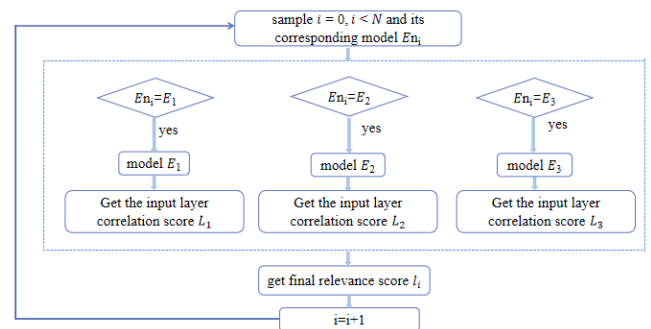 sample i = 0, i < N and its
corresponding model Enᵢ
Enᵢ=E₁
Enᵢ=E₂
Enᵢ=E₃
yes
yes
yes
model E₁
model E₂
model E₃
Get the input layer
correlation score L₁
Get the input layer
correlation score L₂
Get the input layer
correlation score L₃
get final relevance score lᵢ
i=i+1